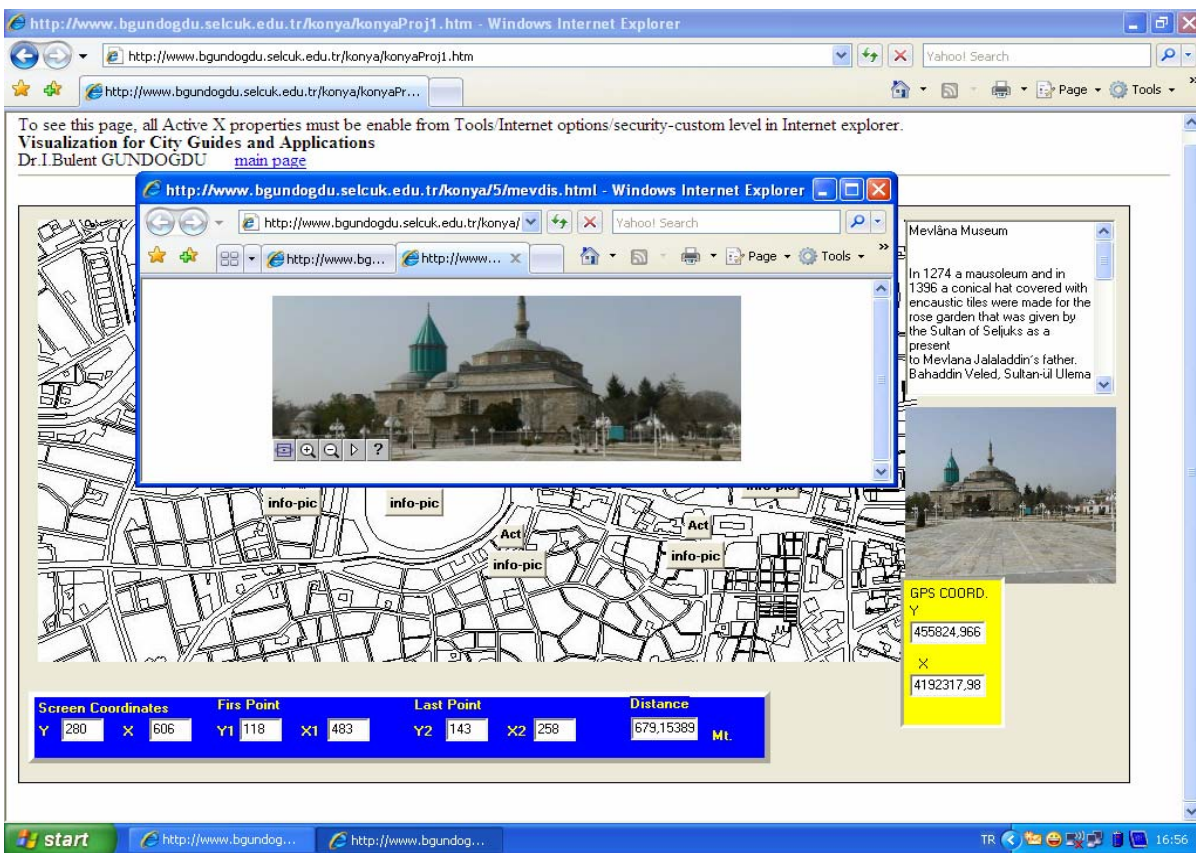 http://www.bgundogdu.selcuk.edu.tr/konya/konyaProj1.htm - Windows Internet Explorer
http://www.bgundogdu.selcuk.edu.tr/konya/konyaProj1.htm
Yahoo! Search
http://www.bgundogdu.selcuk.edu.tr/konya/konyaPr...
Page
Tools
»
To see this page, all Active X properties must be enable from Tools/Internet options/security-custom level in Internet explorer.
Visualization for City Guides and Applications
Dr.I.Bulent GUNDOGDU main page
http://www.bgundogdu.selcuk.edu.tr/konya/5/mevdis.html - Windows Internet Explorer
http://www.bgundogdu.selcuk.edu.tr/konya/
Yahoo! Search
http://www.bg...
http://www...
Page
Tools
»
?
Mevlâna Museum
In 1274 a mausoleum and in
1396 a conical hat covered with
encaustic tiles were made for the
rose garden that was given by
the Sultan of Seljuks as a
present
to Mevlana Jalaladdin´s father.
Bahaddin Veled, Sultan-ül Ulema
info-pic
info-pic
info-pic
Act
info-pic
Act
info-pic
GPS COORD.
Y
455824,966
X
4192317,98
Screen Coordinates
Y 280 X 606
Firs Point
Y1 118 X1 483
Last Point
Y2 143 X2 258
Distance
679,15389 Mt.
start
http://www.bgundog...
http://www.bgundog...
TR
16:56